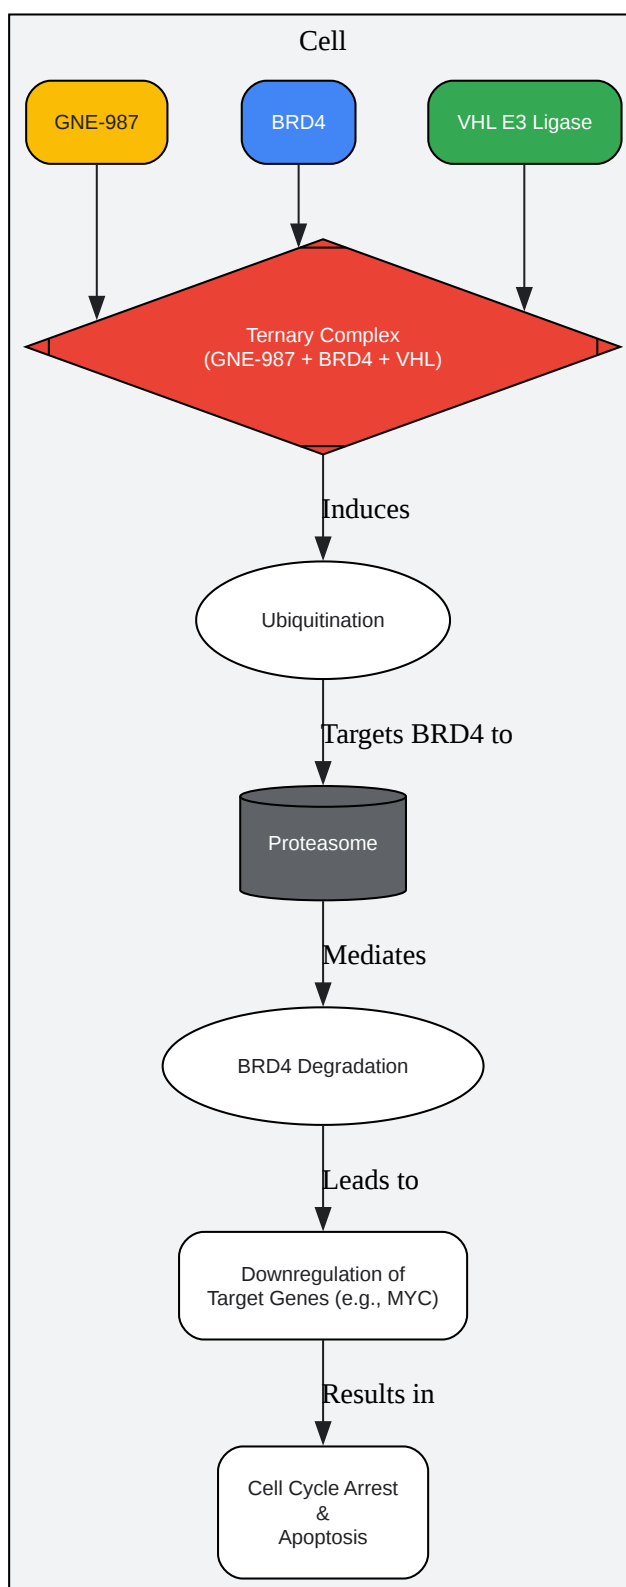 Cell
GNE-987
BRD4
VHL E3 Ligase
Ternary Complex
(GNE-987 + BRD4 + VHL)
Induces
Ubiquitination
Targets BRD4 to
Proteasome
Mediates
BRD4 Degradation
Leads to
Downregulation of
Target Genes (e.g., MYC)
Results in
Cell Cycle Arrest
&
Apoptosis